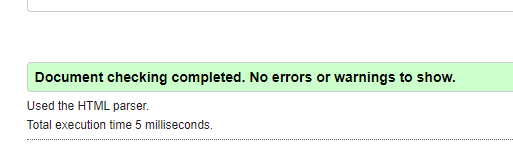 Document checking completed. No errors or warnings to show.
Used the HTML parser.
Total execution time 5 milliseconds.